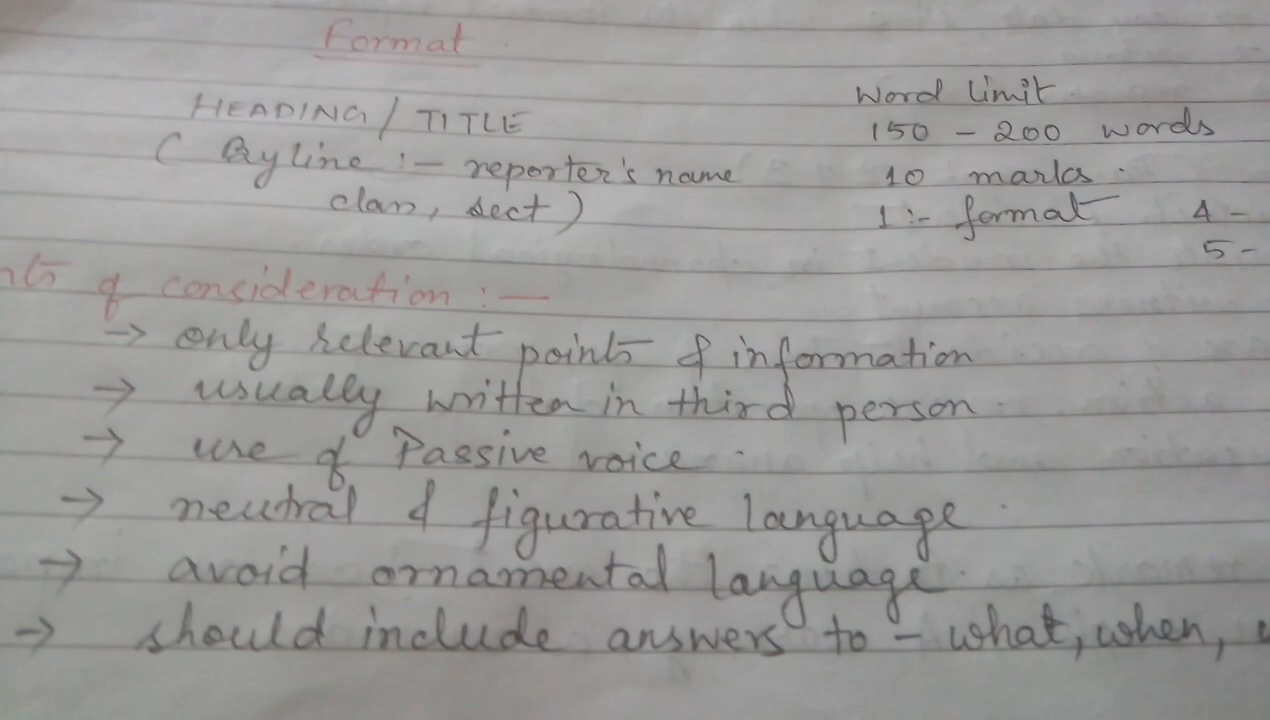 Format
HEADING / TITLE
( Byline :- reporter's name
clan, sect )
Word limit
150 - 200 words
10 marks .
1 :- format 4 -
5 -
nts of consideration : —
→ only relevant points of information
→ usually written in third person .
→ use of Passive voice .
→ neutral & figurative language .
→ avoid ornamental language .
→ should include answers to - what, when,